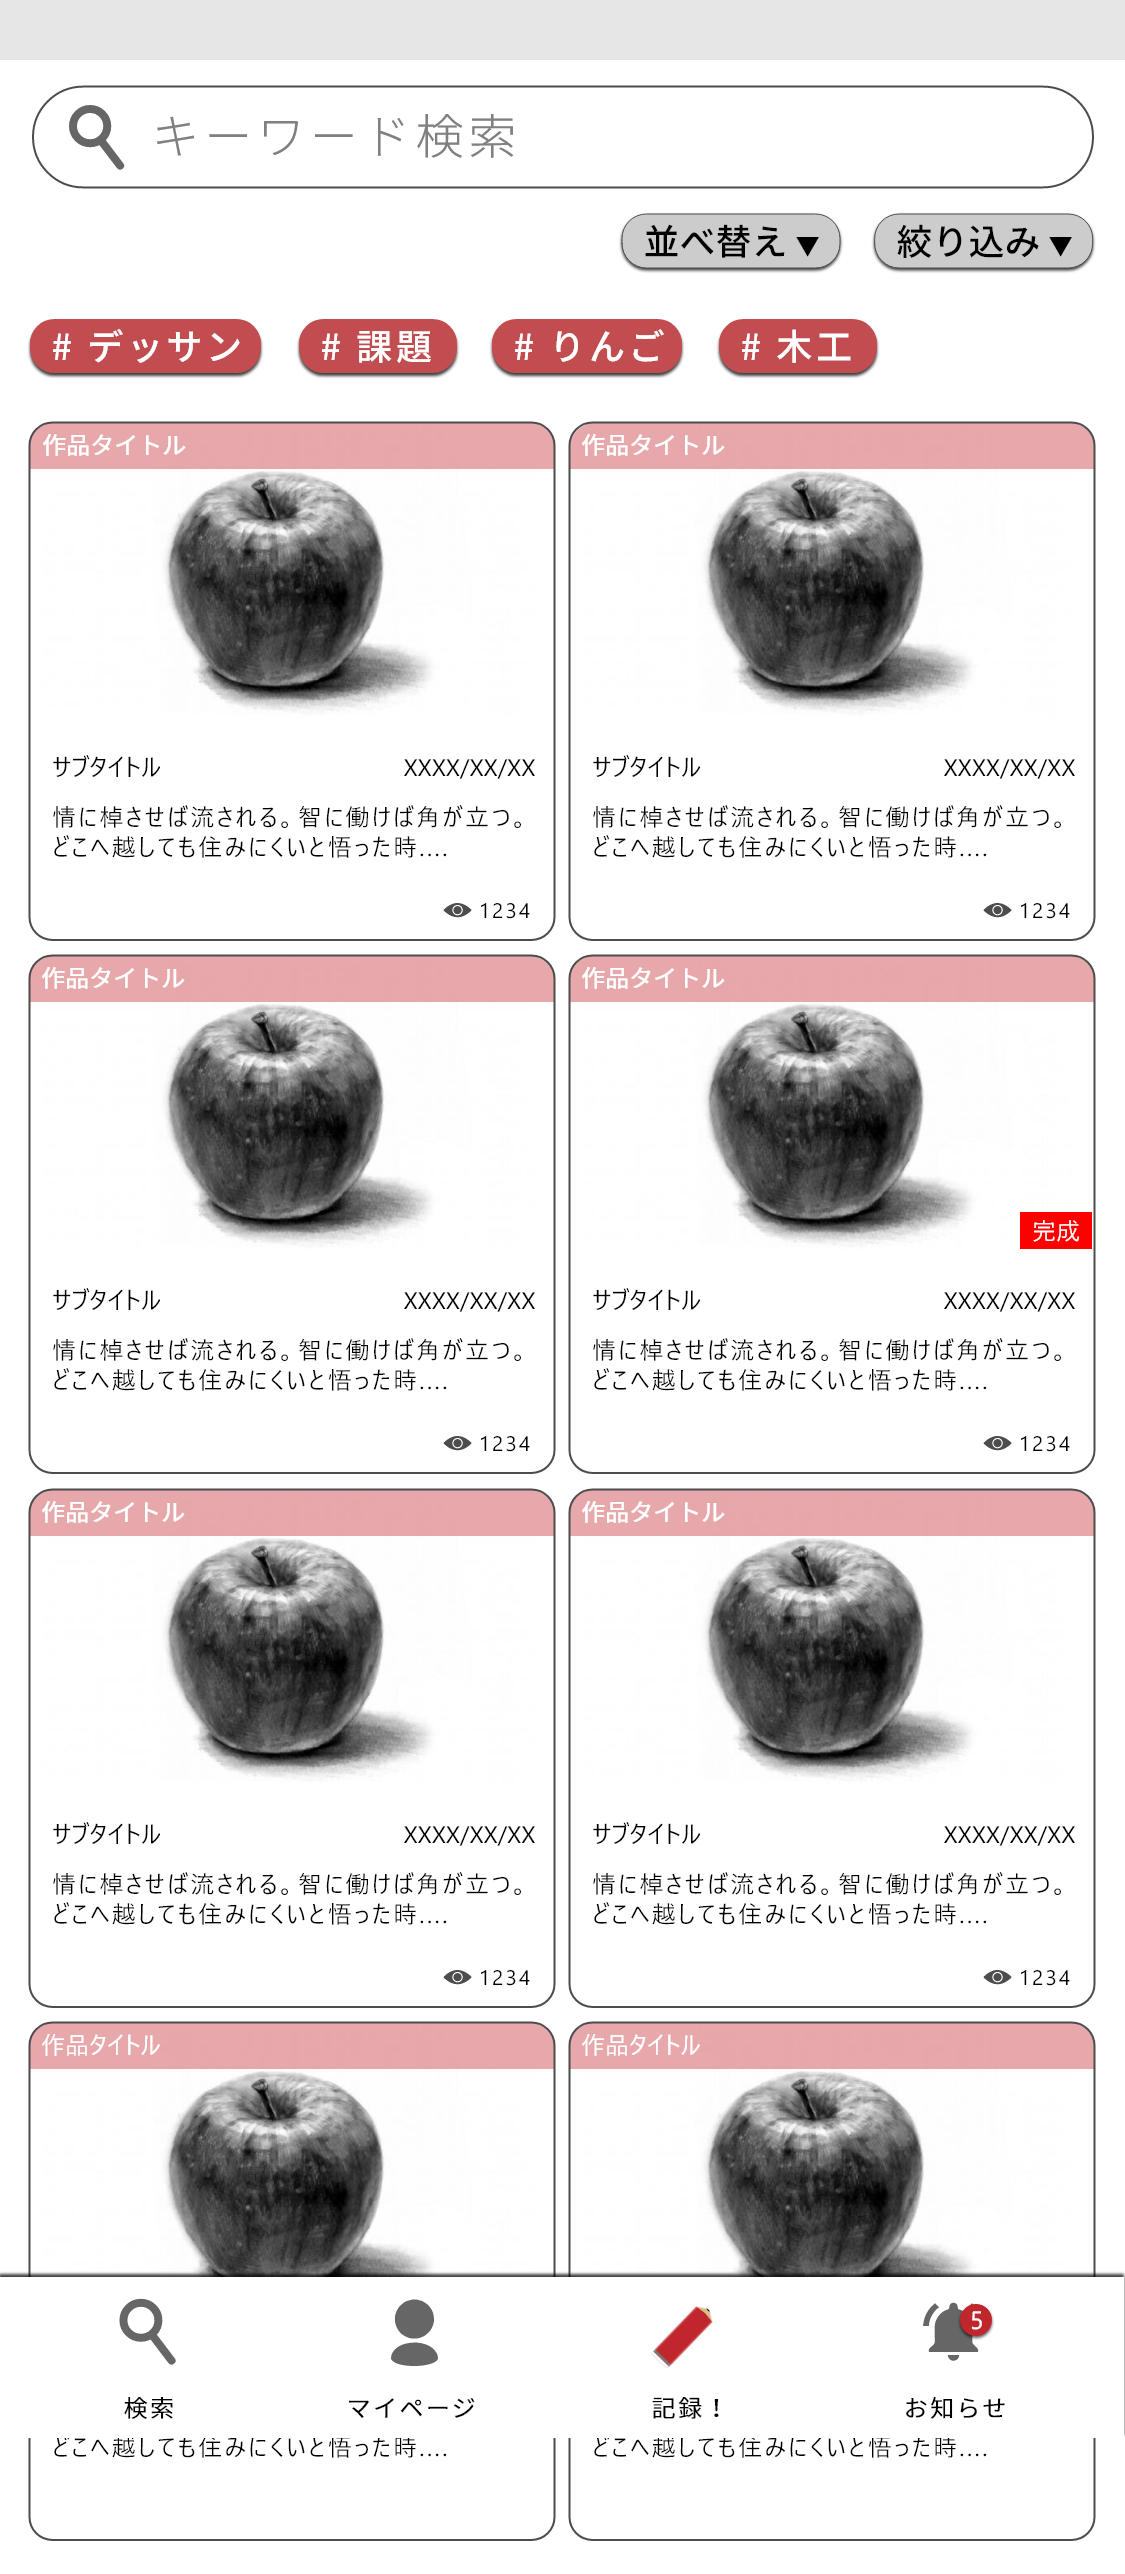 キーワード検索
並べ替え▼ 絞り込み▼
# デッサン # 課題 # りんご # 木工
作品タイトル 作品タイトル
サブタイトル XXXX/XX/XX サブタイトル XXXX/XX/XX
情に棹させば流される。智に働けば角が立つ。 情に棹させば流される。智に働けば角が立つ。
どこへ越しても住みにくいと悟った時.... どこへ越しても住みにくいと悟った時....
1234 1234
作品タイトル 作品タイトル
完成
サブタイトル XXXX/XX/XX サブタイトル XXXX/XX/XX
情に棹させば流される。智に働けば角が立つ。 情に棹させば流される。智に働けば角が立つ。
どこへ越しても住みにくいと悟った時.... どこへ越しても住みにくいと悟った時....
1234 1234
作品タイトル 作品タイトル
サブタイトル XXXX/XX/XX サブタイトル XXXX/XX/XX
情に棹させば流される。智に働けば角が立つ。 情に棹させば流される。智に働けば角が立つ。
どこへ越しても住みにくいと悟った時.... どこへ越しても住みにくいと悟った時....
1234 1234
作品タイトル 作品タイトル
5
検索 マイページ 記録！ お知らせ
どこへ越しても住みにくいと悟った時.... どこへ越しても住みにくいと悟った時....